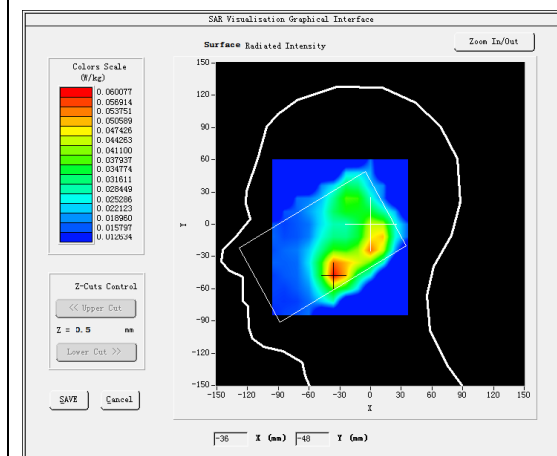 SAR Visualisation Graphical Interface
Surface Radiated Intensity
Zoom In/Out
Colors Scale
(W/kg)
0.060077
0.056914
0.053751
0.050589
0.047426
0.044263
0.041100
0.037937
0.034774
0.031611
0.028449
0.025286
0.022123
0.018960
0.015797
0.012634
Z-Cuts Control
<< Upper Cut
Z = 3.5 mm
Lower Cut >>
SAVE Cancel
150
120
90
60
30
0
-30
-60
-90
-120
-150
Y
-150 -120 -90 -60 -30 0 30 60 90 120 150
X
-36 X (mm) -48 Y (mm)